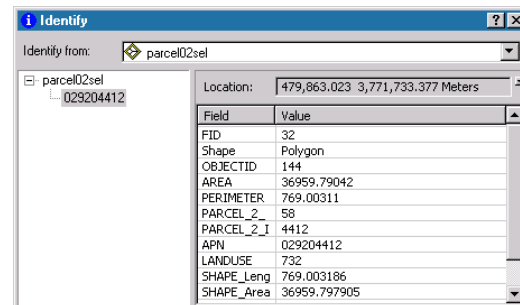 Identify
Identify from: parcel02sel
parcel02sel
029204412
Location: 479,863.023 3,771,733.377 Meters
Field Value
FID 32
Shape Polygon
OBJECTID 144
AREA 36959.79042
PERIMETER 769.00311
PARCEL_2_ 58
PARCEL_2_I 4412
APN 029204412
LANDUSE 732
SHAPE_Leng 769.003186
SHAPE_Area 36959.797905